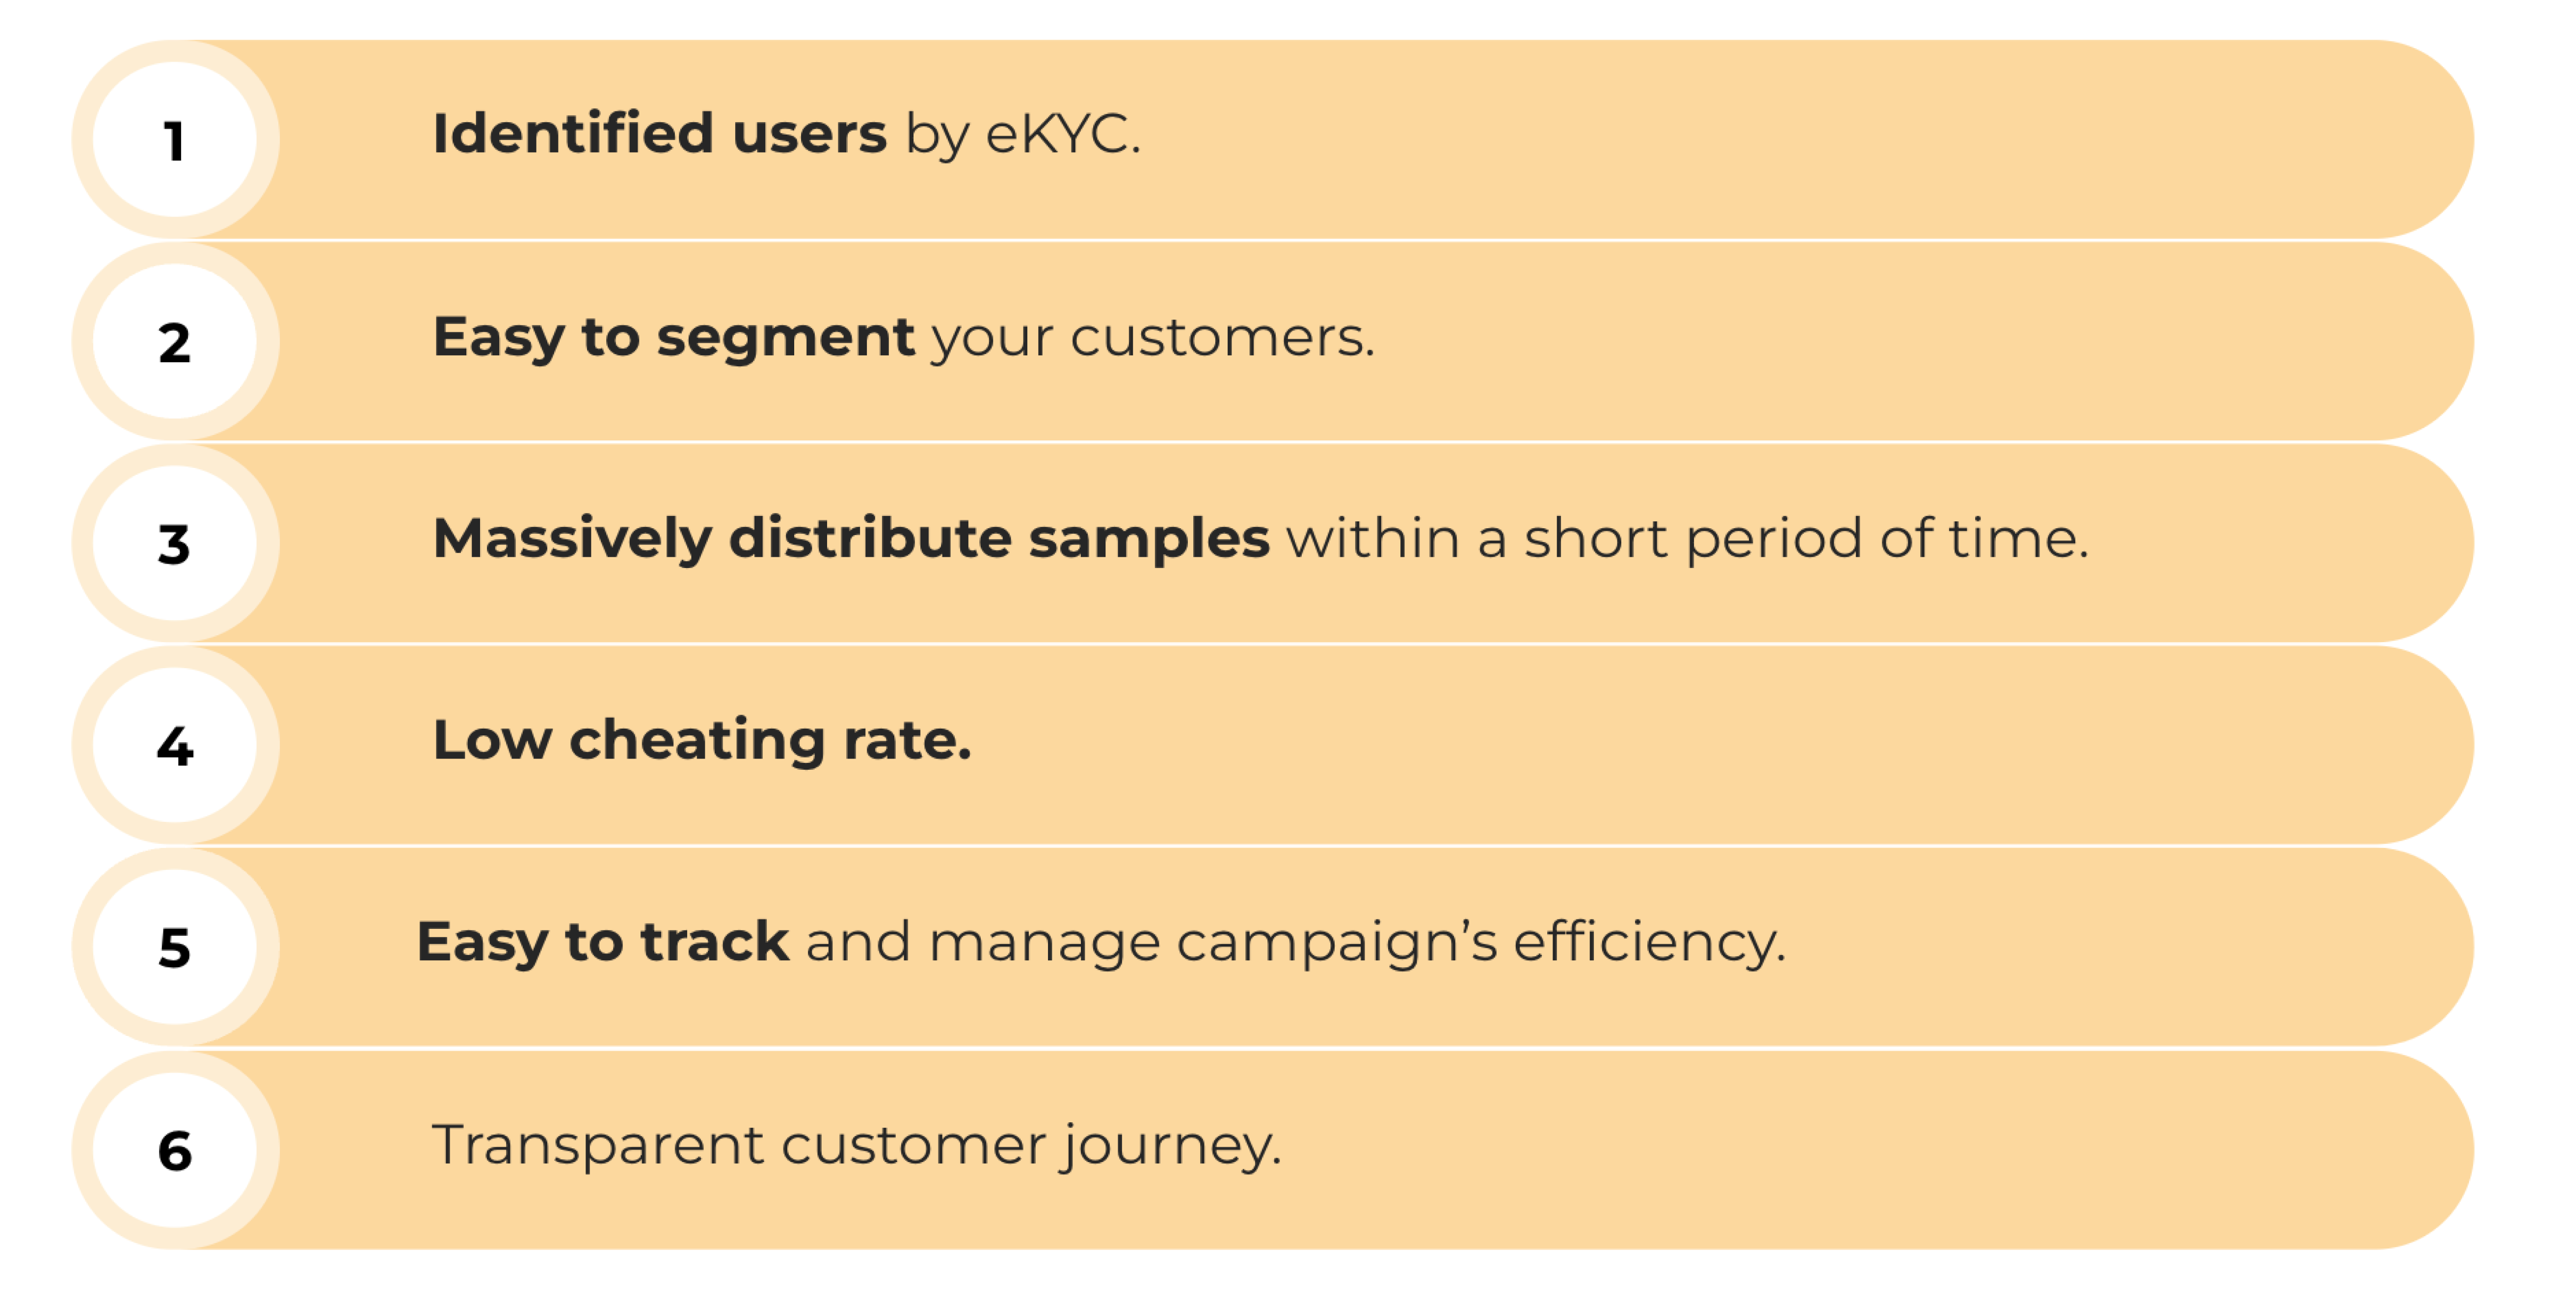 1
Identified users by eKYC.
2
Easy to segment your customers.
3
Massively distribute samples within a short period of time.
4
Low cheating rate.
5
Easy to track and manage campaign’s efficiency.
6
Transparent customer journey.